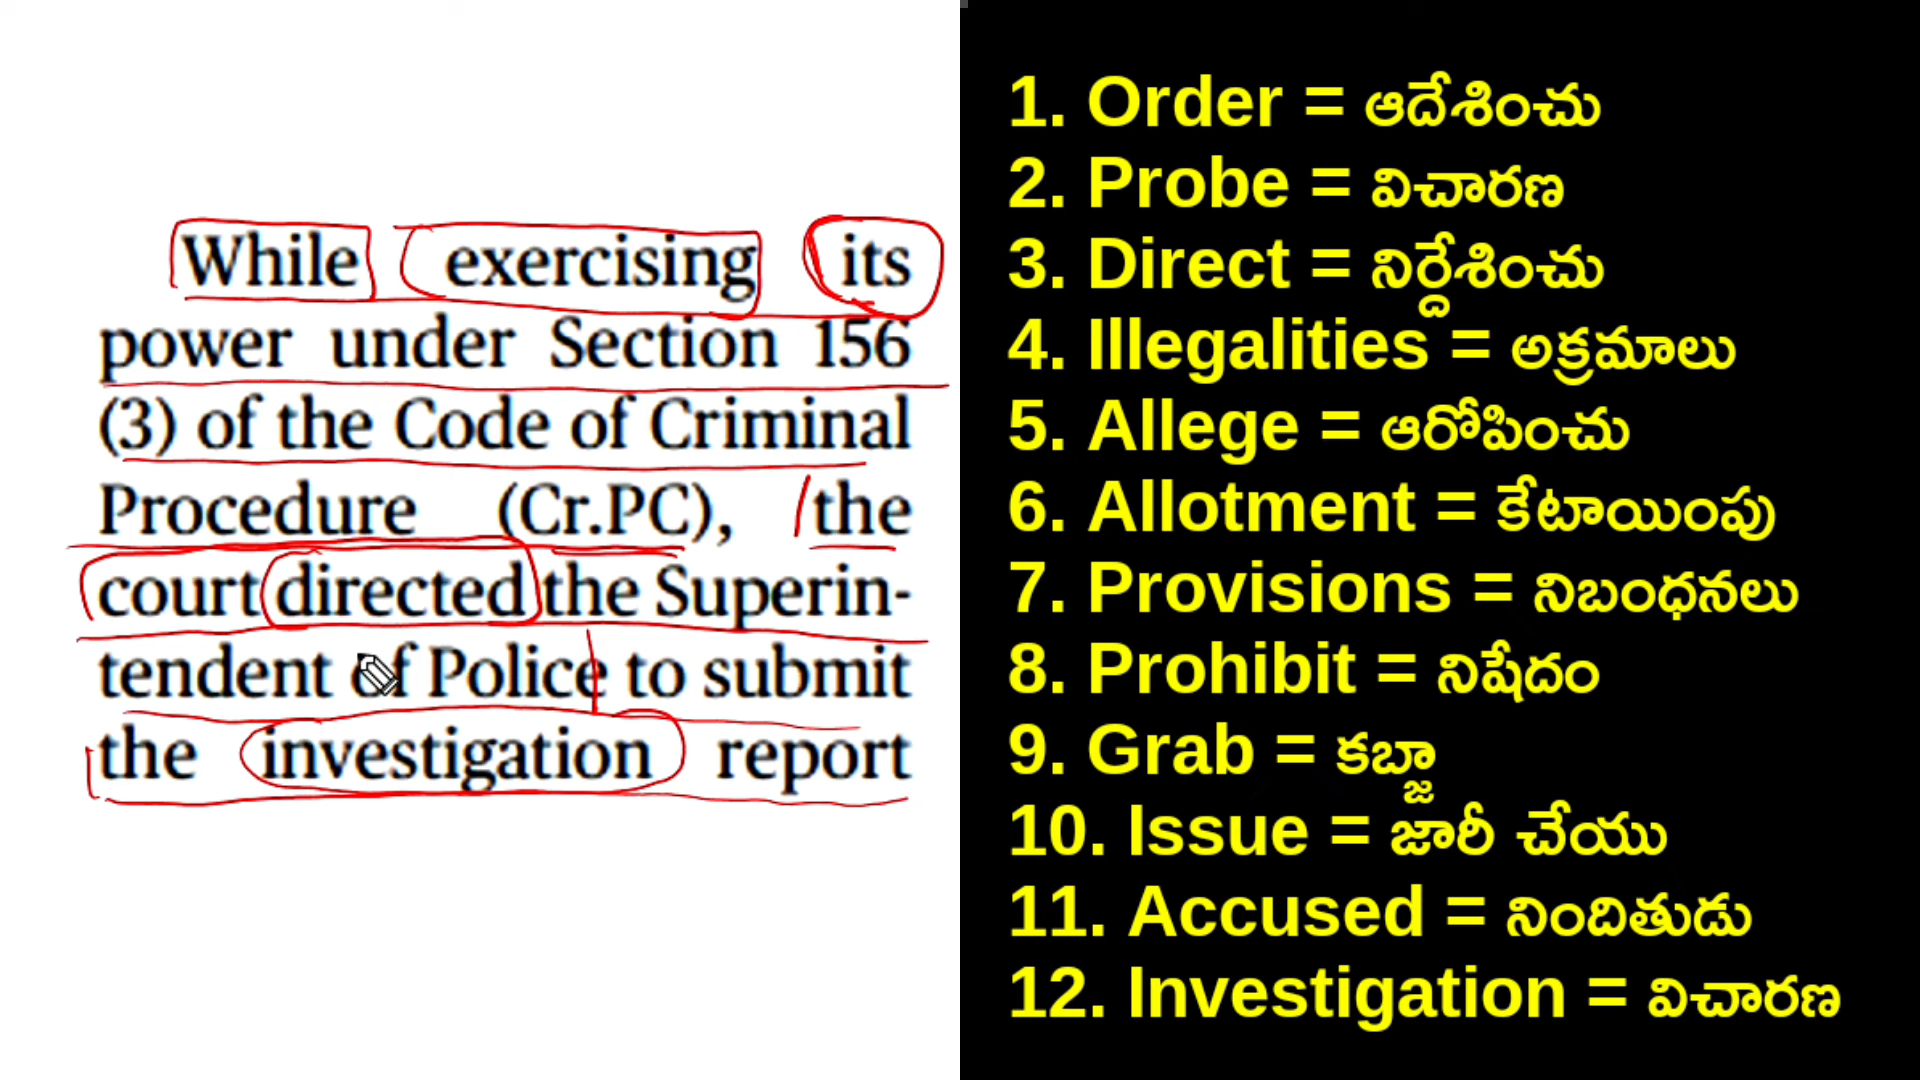 While exercising its
power under Section 156
(3) of the Code of Criminal
Procedure (Cr.PC), the
court directed the Superin-
tendent of Police to submit
the investigation report
1. Order = ఆదేశించు
2. Probe = విచారణ
3. Direct = నిర్దేశించు
4. Illegalities = అక్రమాలు
5. Allege = ఆరోపించు
6. Allotment = కేటాయింపు
7. Provisions = నిబంధనలు
8. Prohibit = నిషేదం
9. Grab = కబ్జా
10. Issue = జారీ చేయు
11. Accused = నిందితుడు
12. Investigation = విచారణ